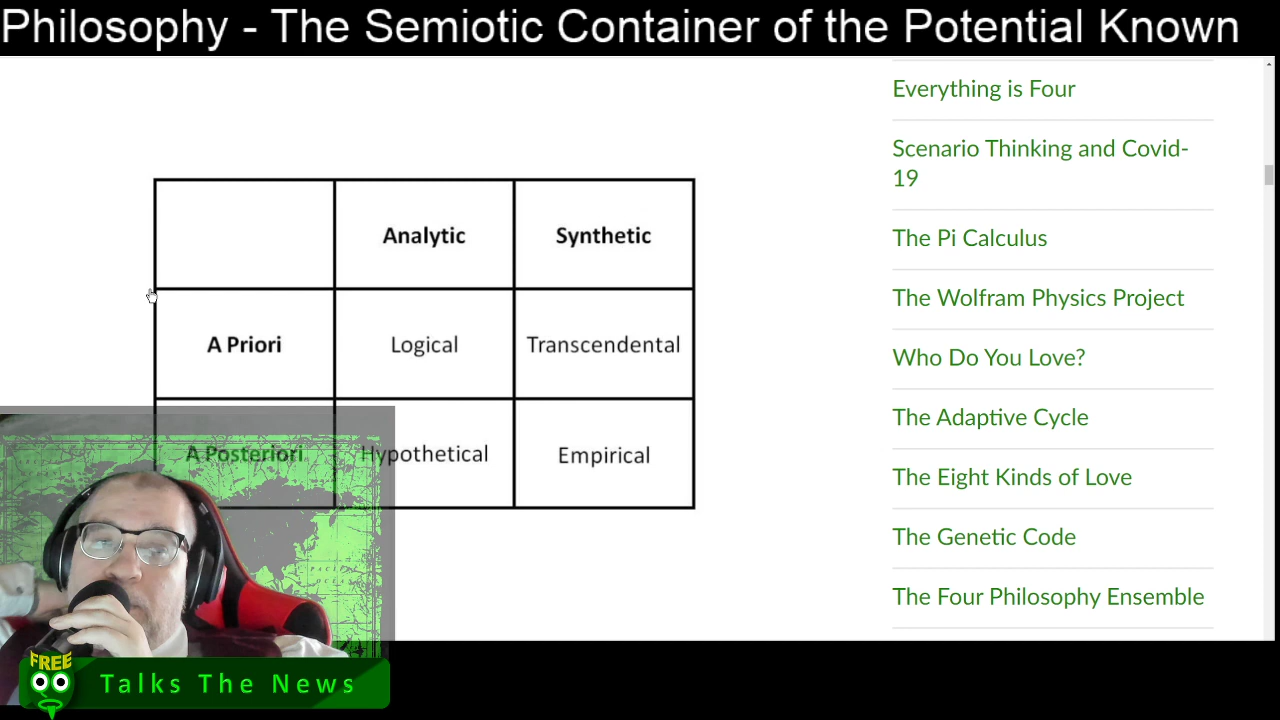 Philosophy - The Semiotic Container of the Potential Known
Analytic Synthetic
A Priori Logical Transcendental
A Posteriori Hypothetical Empirical
Everything is Four
Scenario Thinking and Covid-
19
The Pi Calculus
The Wolfram Physics Project
Who Do You Love?
The Adaptive Cycle
The Eight Kinds of Love
The Genetic Code
The Four Philosophy Ensemble
PACIFIC
OCEAN
FREE
Talks The News